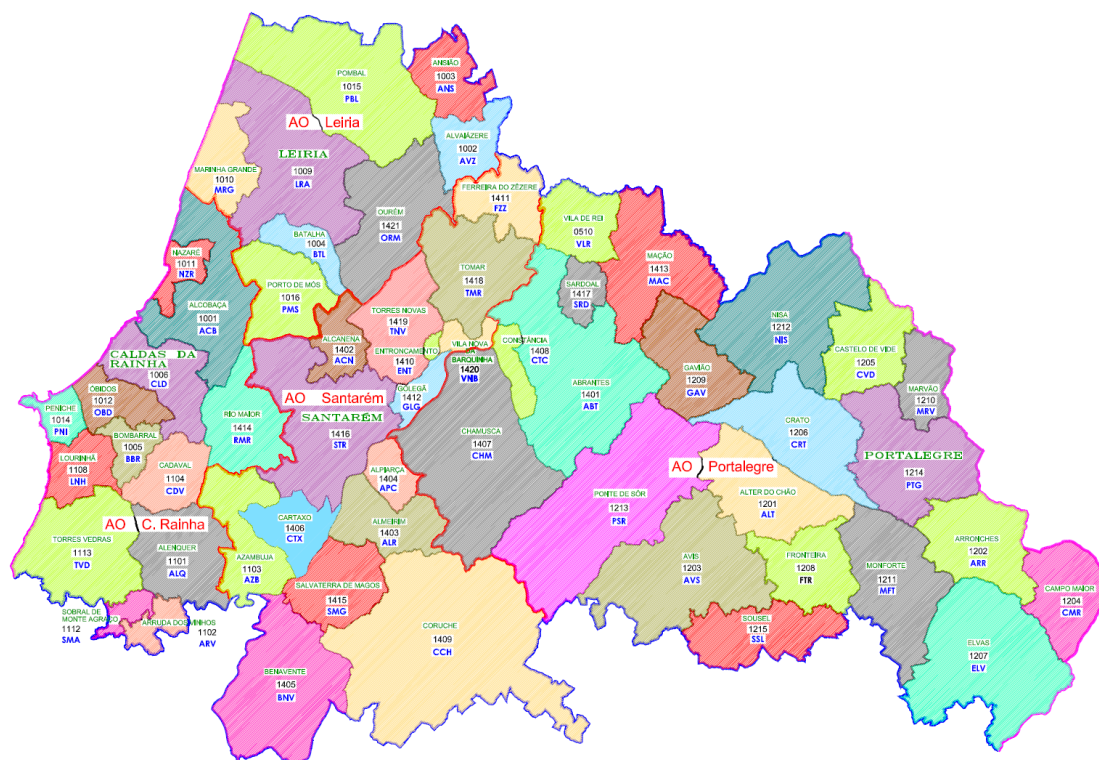 ANSIÃO
1003
ANS
POMBAL
1015
PBL
AO Leiria
ALVAIÁZERE
1002
AVZ
LEIRIA
1009
LRA
MARINHA GRANDE
1010
MRG
FERREIRA DO ZÊZERE
1411
FZZ
OURÉM
1421
ORM
VILA DE REI
0510
VLR
BATALHA
1004
BTL
NAZARÉ
1011
NZR
MAÇÃO
1413
MAC
TOMAR
1418
TMR
SARDOAL
1417
SRD
PORTO DE MÓS
1016
PMS
ALCOBAÇA
1001
ACB
TORRES NOVAS
1419
TNV
NISA
1212
NIS
ALCANENA
1402
ACN
VILA NOVA
DA
BARQUINHA
1420
VNB
CONSTÂNCIA
1408
CTC
ENTRONCAMENTO
1410
ENT
CASTELO DE VIDE
1205
CVD
CALDAS DA
RAINHA
1006
CLD
GAVIÃO
1209
GAV
ABRANTES
1401
ABT
GOLEGÃ
1412
GLG
MARVÃO
1210
MRV
ÓBIDOS
1012
OBD
AO Santarém
SANTARÉM
1416
STR
PENICHE
1014
PNI
RIO MAIOR
1414
RMR
CRATO
1206
CRT
CHAMUSCA
1407
CHM
BOMBARRAL
1005
BBR
LOURINHÃ
1108
LNH
CADAVAL
1104
CDV
PORTALEGRE
1214
PTG
ALPIARÇA
1404
APC
AO Portalegre
PONTE DE SÔR
1213
PSR
ALTER DO CHÃO
1201
ALT
AO C. Rainha
TORRES VEDRAS
1113
TVD
CARTAXO
1406
CTX
ALMEIRIM
1403
ALR
ALENQUER
1101
ALQ
AZAMBUJA
1103
AZB
AVIS
1203
AVS
FRONTEIRA
1208
FTR
ARRONCHES
1202
ARR
MONFORTE
1211
MFT
SALVATERRA DE MAGOS
1415
SMG
CAMPO MAIOR
1204
CMR
SOBRAL DE
MONTE AGRAÇO
1112
SMA
ARRUDA DOS VINHOS
1102
ARV
SOUSEL
1215
SSL
CORUCHE
1409
CCH
ELVAS
1207
ELV
BENAVENTE
1405
BNV